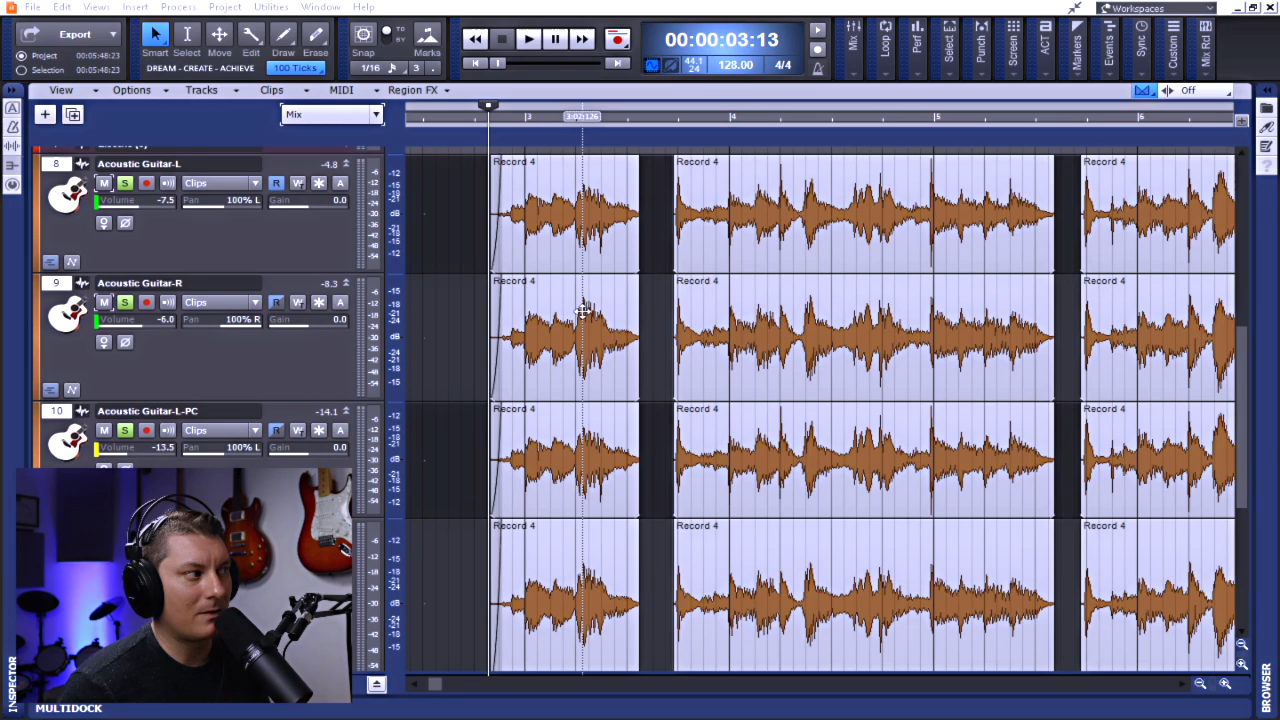 File Edit Views Insert Process Project Utilities Window Help
Workspaces
Export
Project 00:05:48:23
Selection 00:05:48:23
Smart Select Move Edit Draw Erase
DREAM - CREATE - ACHIEVE 100 Ticks
Snap TO BY Marks
1/16 3
00:00:03:13
44.1 24 128.00 4/4
Mix Loop Perf Select Punch Screen ACT Markers Events Sync Custom Mix Rcl
View Options Tracks Clips MIDI Region FX
Off
Mix
3 3:02:126 4 5 6
8 Acoustic Guitar-L -4.8
M S Clips R W A
Volume -7.5 Pan 100% L Gain 0.0
Record 4 Record 4 Record 4
9 Acoustic Guitar-R -8.3
M S Clips R W A
Volume -6.0 Pan 100% R Gain 0.0
Record 4 Record 4 Record 4
10 Acoustic Guitar-L-PC -14.1
M S Clips R W A
Volume -13.5 Pan 100% L Gain 0.0
Record 4 Record 4 Record 4
Record 4 Record 4 Record 4
INSPECTOR
BROWSER
MULTIDOCK